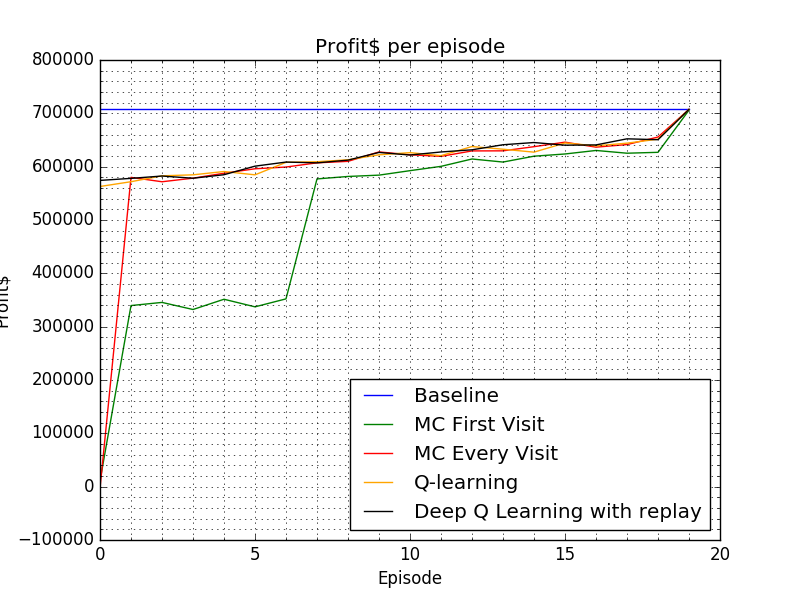 Profit$ per episode
800000
700000
600000
500000
400000
300000
200000
100000
0
−100000
Profit$
Baseline
MC First Visit
MC Every Visit
Q-learning
Deep Q Learning with replay
0 5 10 15 20
Episode